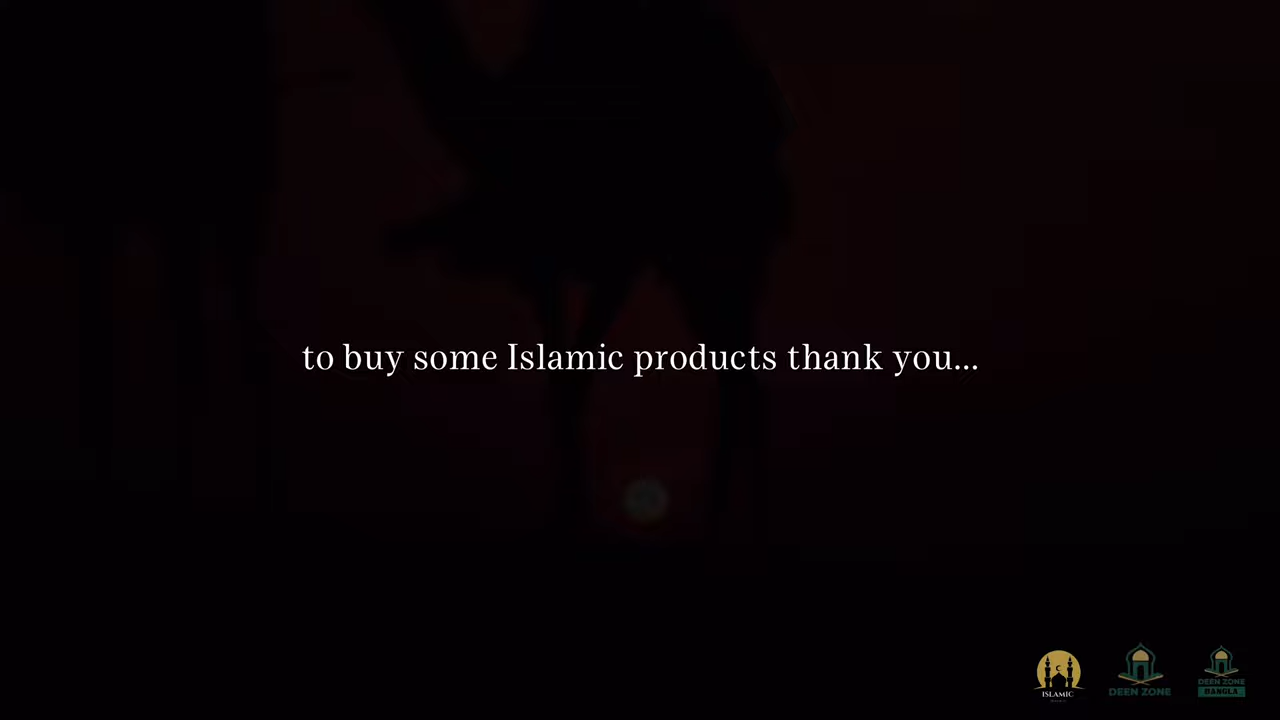 to buy some Islamic products thank you...
ISLAMIC
DEEN ZONE
DEEN ZONE
BANGLA